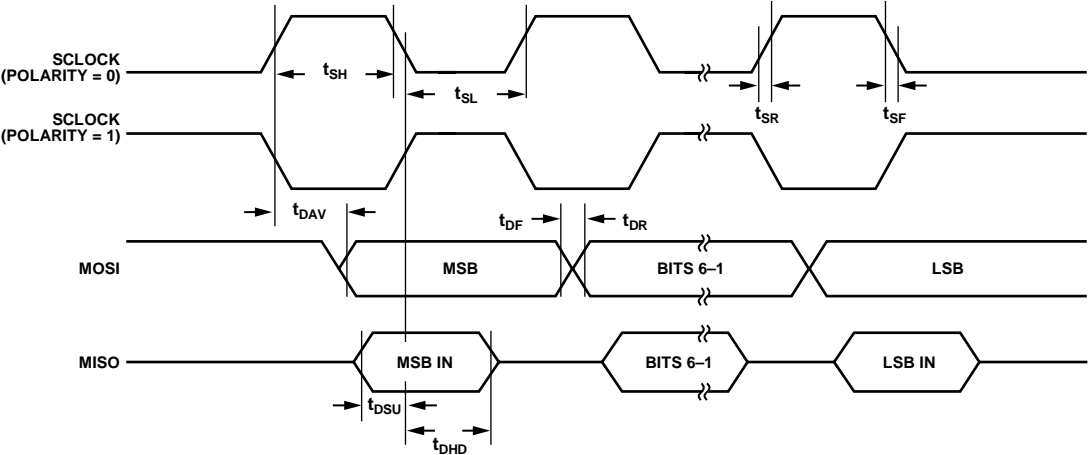 SCLOCK
(POLARITY = 0)
tSH
tSL
tSR
tSF
SCLOCK
(POLARITY = 1)
tDAV
tDF
tDR
MOSI
MSB
BITS 6–1
LSB
MISO
MSB IN
BITS 6–1
LSB IN
tDSU
tDHD